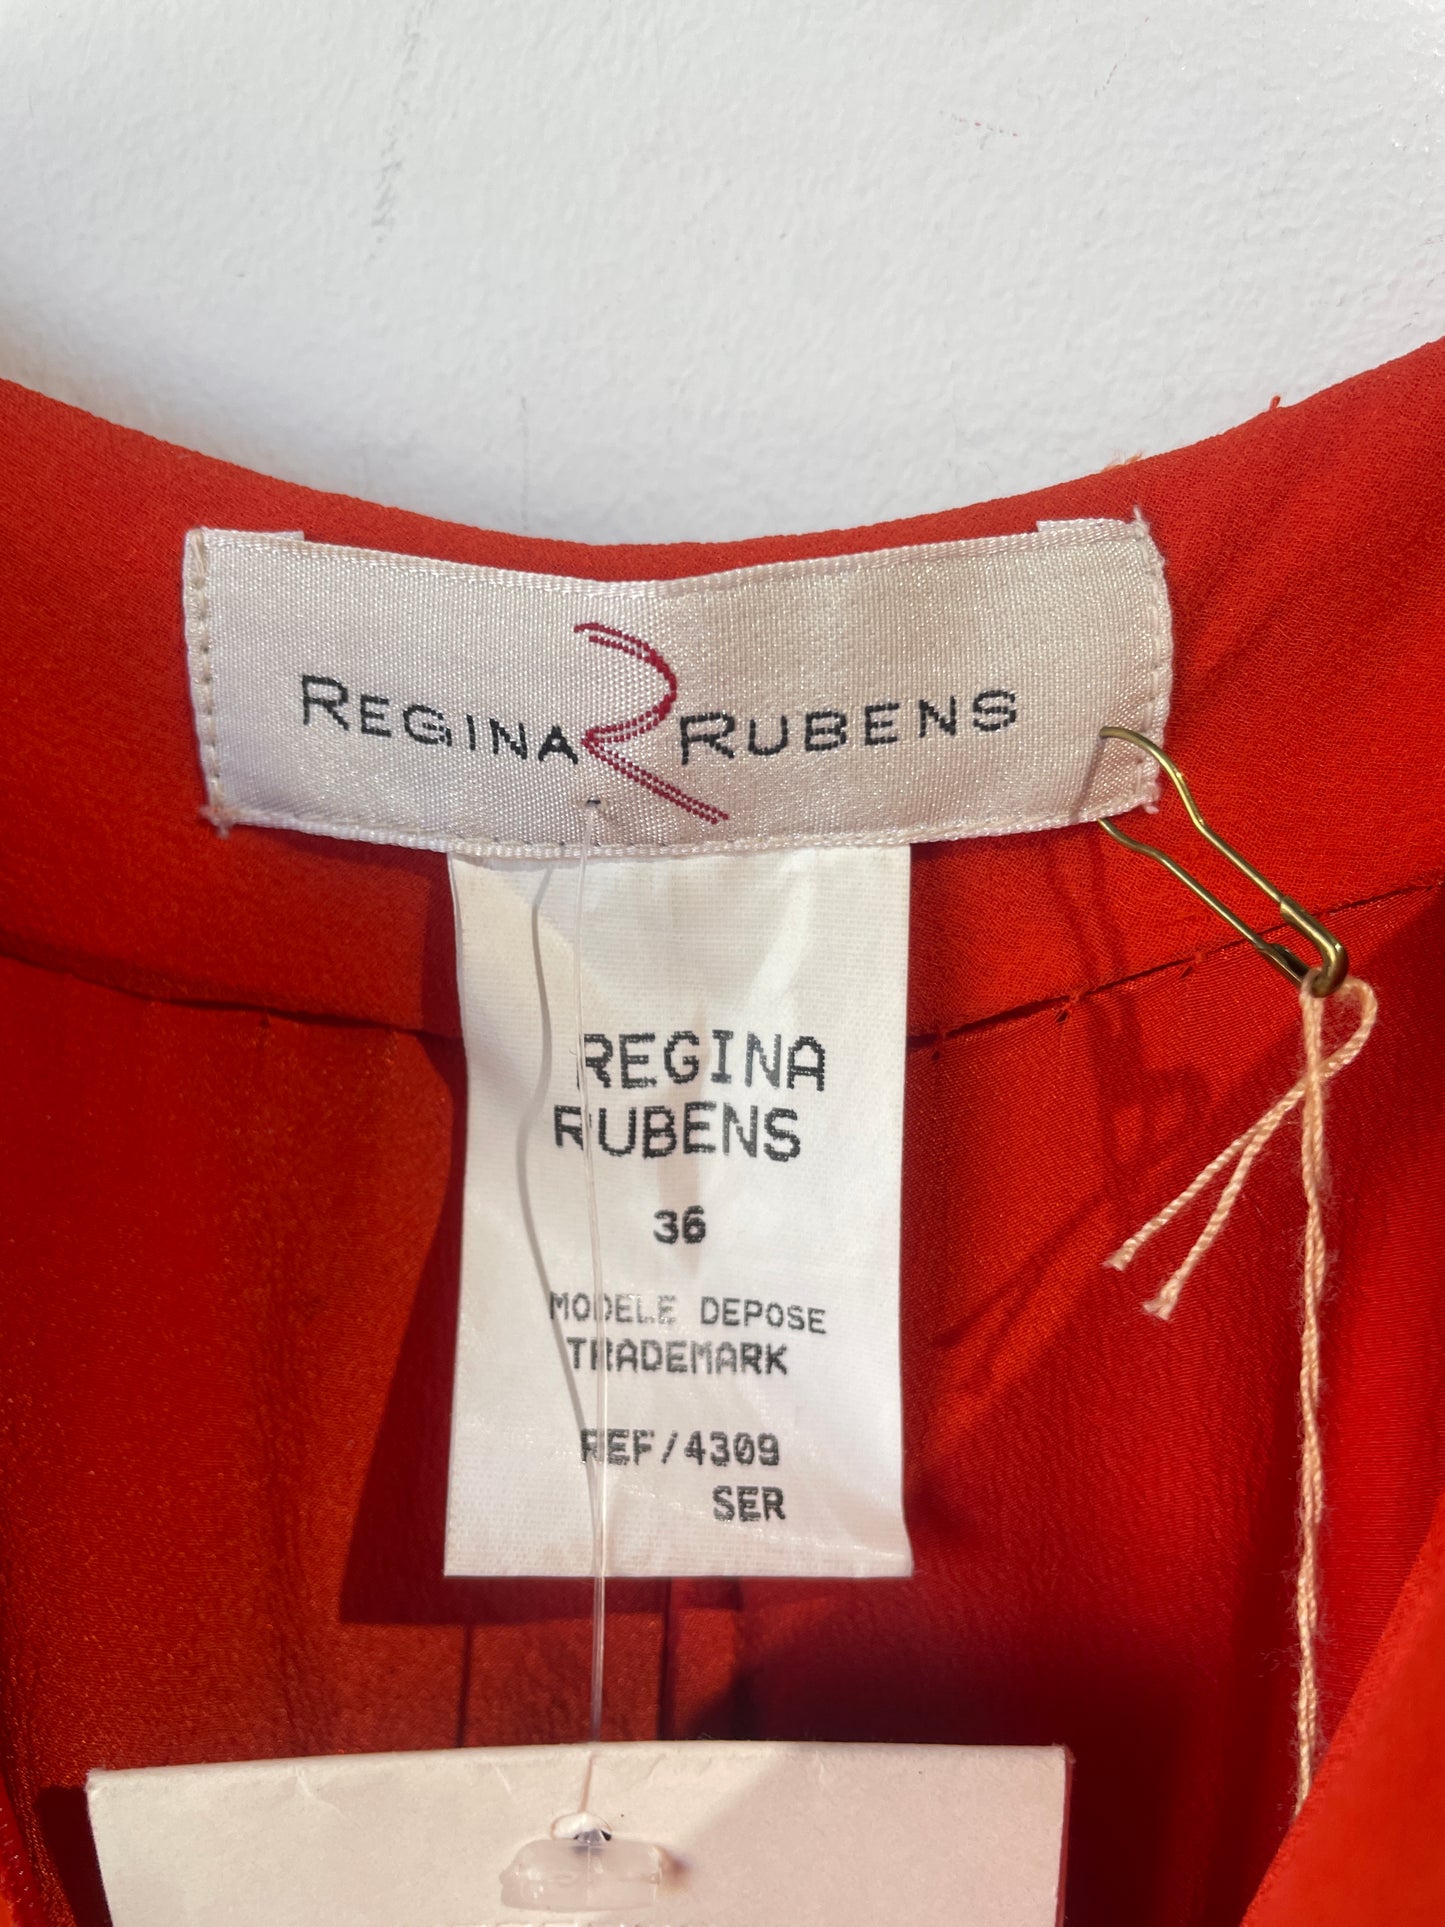 REGINA R RUBENS
REGINA
RUBENS
36
MODELE DEPOSE
TRADEMARK
REF/4309
SER